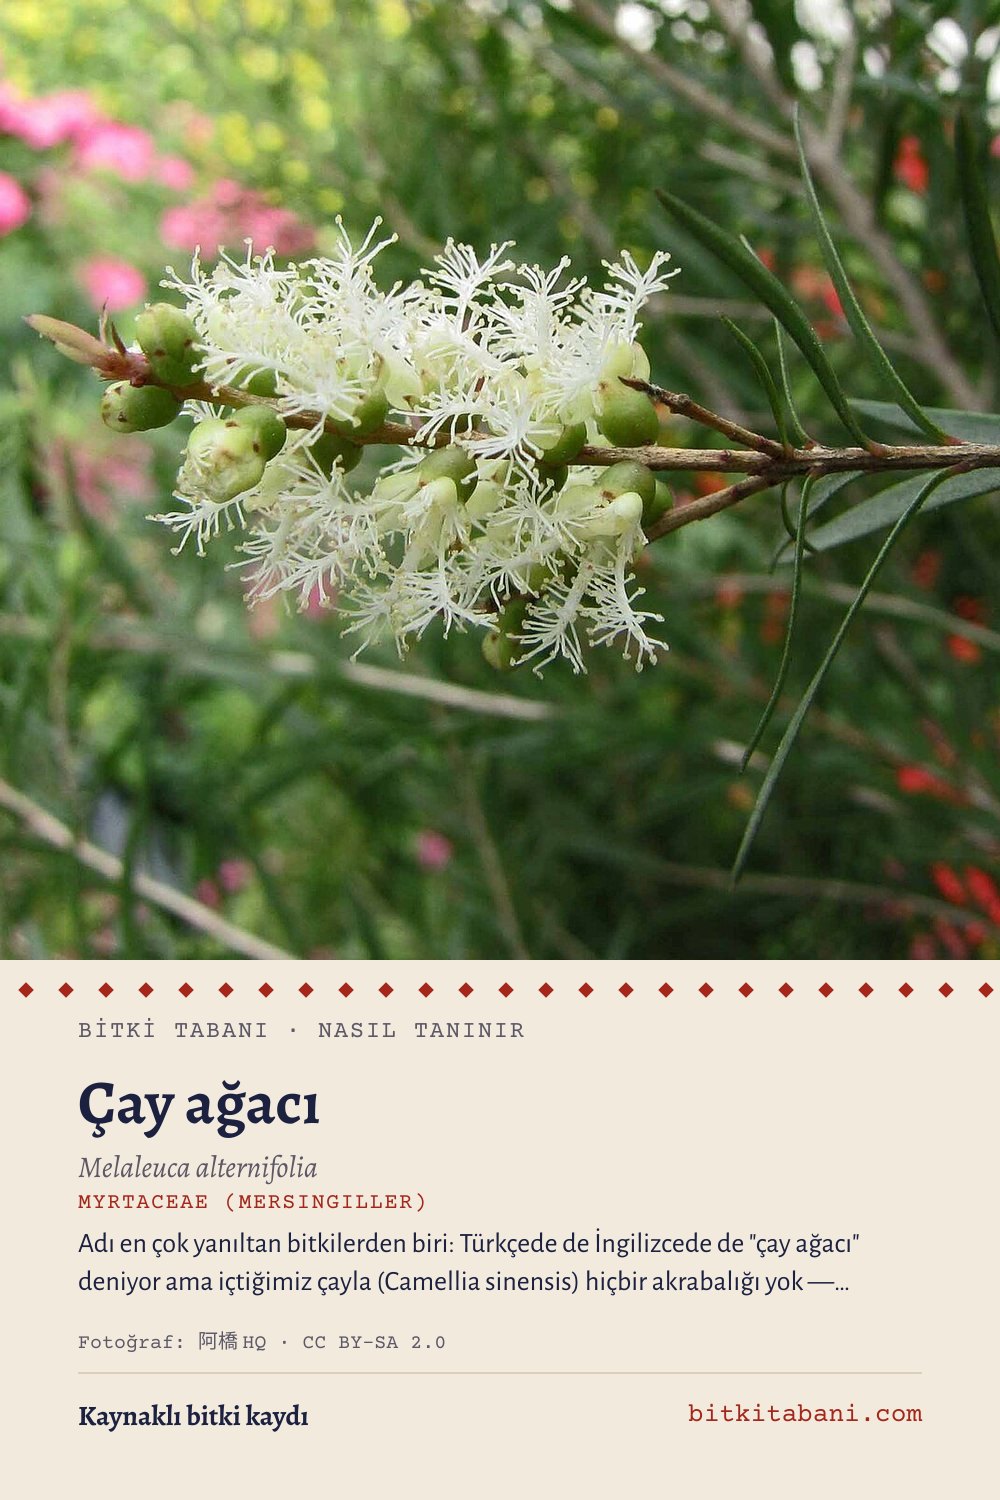 BİTKİ TABANI · NASIL TANINIR
Çay ağacı
Melaleuca alternifolia
MYRTACEAE (MERSINGILLER)
Adı en çok yanıltan bitkilerden biri: Türkçede de İngilizcede de "çay ağacı"
deniyor ama içtiğimiz çayla (Camellia sinensis) hiçbir akrabalığı yok —…
Fotoğraf: 阿橋 HQ · CC BY-SA 2.0
Kaynaklı bitki kaydı
bitkitabani.com